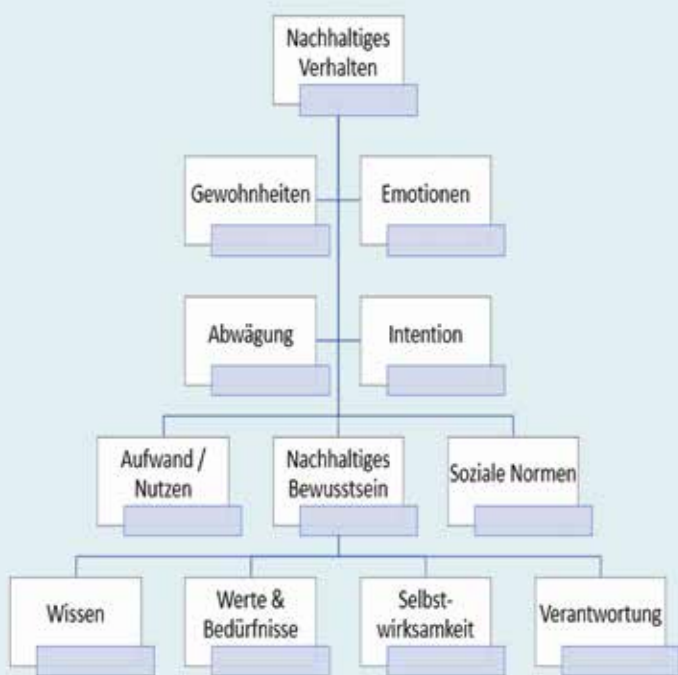 Nachhaltiges
Verhalten
Gewohnheiten
Emotionen
Abwägung
Intention
Aufwand /
Nutzen
Nachhaltiges
Bewusstsein
Soziale Normen
Wissen
Werte &
Bedürfnisse
Selbst-
wirksamkeit
Verantwortung